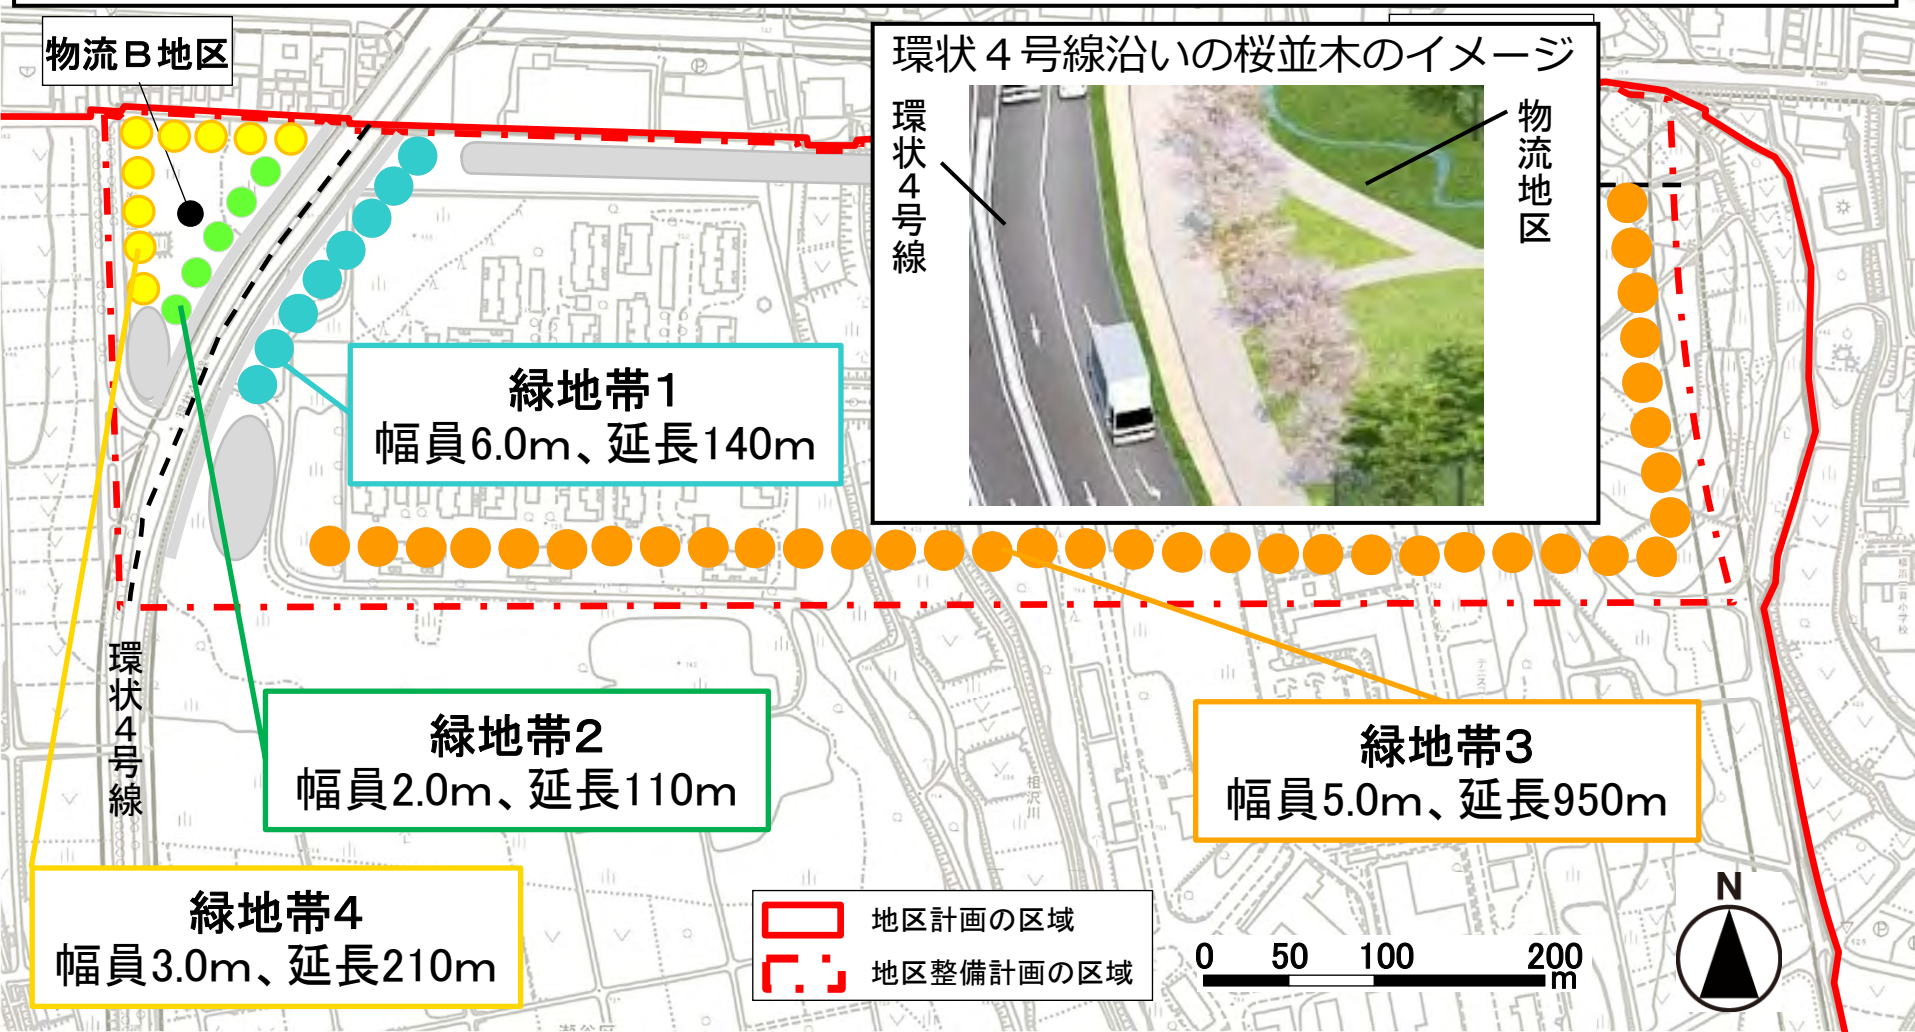 物流B地区
環状４号線沿いの桜並木のイメージ
環状４号線
物流地区
緑地帯１
幅員6.0m、延長140m
緑地帯２
幅員2.0m、延長110m
緑地帯３
幅員5.0m、延長950m
緑地帯４
幅員3.0m、延長210m
環状４号線
相沢川
地区計画の区域
地区整備計画の区域
0 50 100 200
m
N